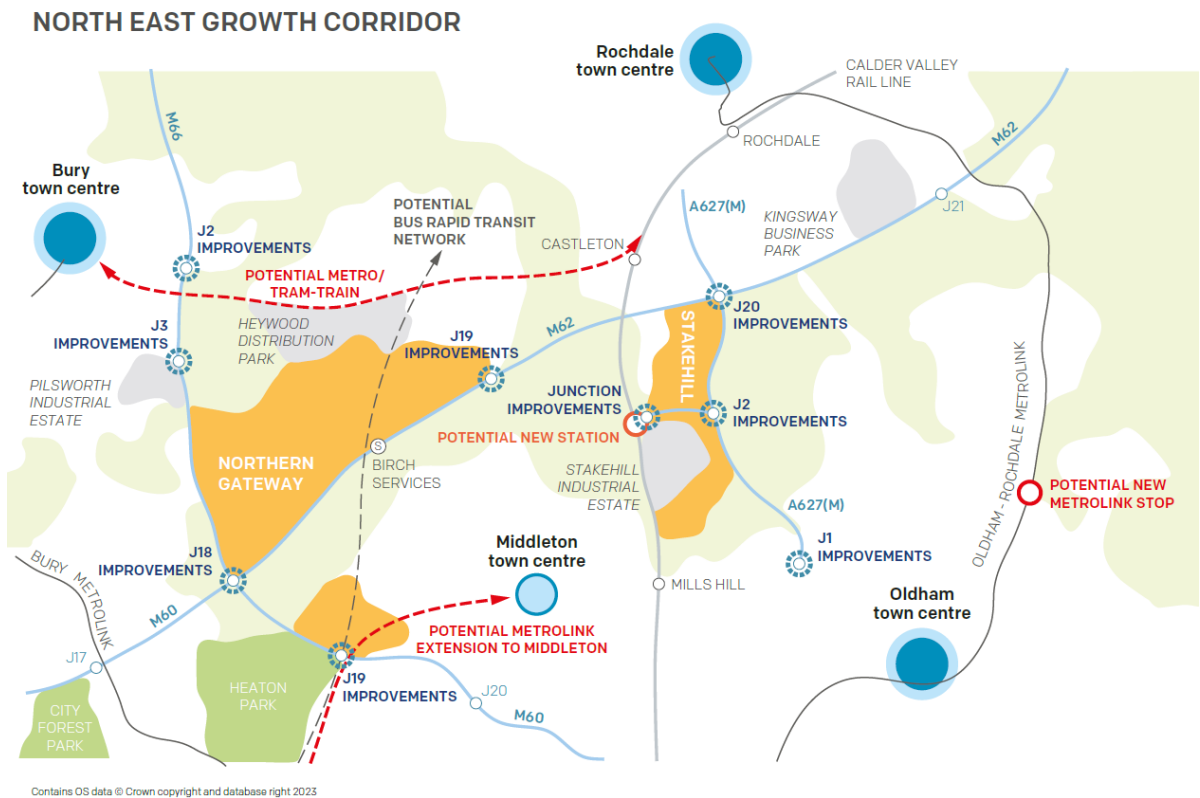 NORTH EAST GROWTH CORRIDOR
Rochdale
town centre
CALDER VALLEY
RAIL LINE
M66
ROCHDALE
M62
Bury
town centre
POTENTIAL
BUS RAPID TRANSIT
NETWORK
A627(M)
J21
KINGSWAY
BUSINESS
PARK
J2
IMPROVEMENTS
CASTLETON
POTENTIAL METRO/
TRAM-TRAIN
J20
IMPROVEMENTS
HEYWOOD
DISTRIBUTION
PARK
J3
IMPROVEMENTS
J19
IMPROVEMENTS
M62
STAKEHILL
PILSWORTH
INDUSTRIAL
ESTATE
JUNCTION
IMPROVEMENTS
J2
IMPROVEMENTS
POTENTIAL NEW STATION
OLDHAM - ROCHDALE METROLINK
NORTHERN
GATEWAY
S
BIRCH
SERVICES
STAKEHILL
INDUSTRIAL
ESTATE
POTENTIAL NEW
METROLINK STOP
A627(M)
J1
IMPROVEMENTS
Middleton
town centre
J18
IMPROVEMENTS
BURY METROLINK
MILLS HILL
Oldham
town centre
M60
POTENTIAL METROLINK
EXTENSION TO MIDDLETON
J17
HEATON
PARK
J19
IMPROVEMENTS
J20
M60
CITY
FOREST
PARK
Contains OS data © Crown copyright and database right 2023